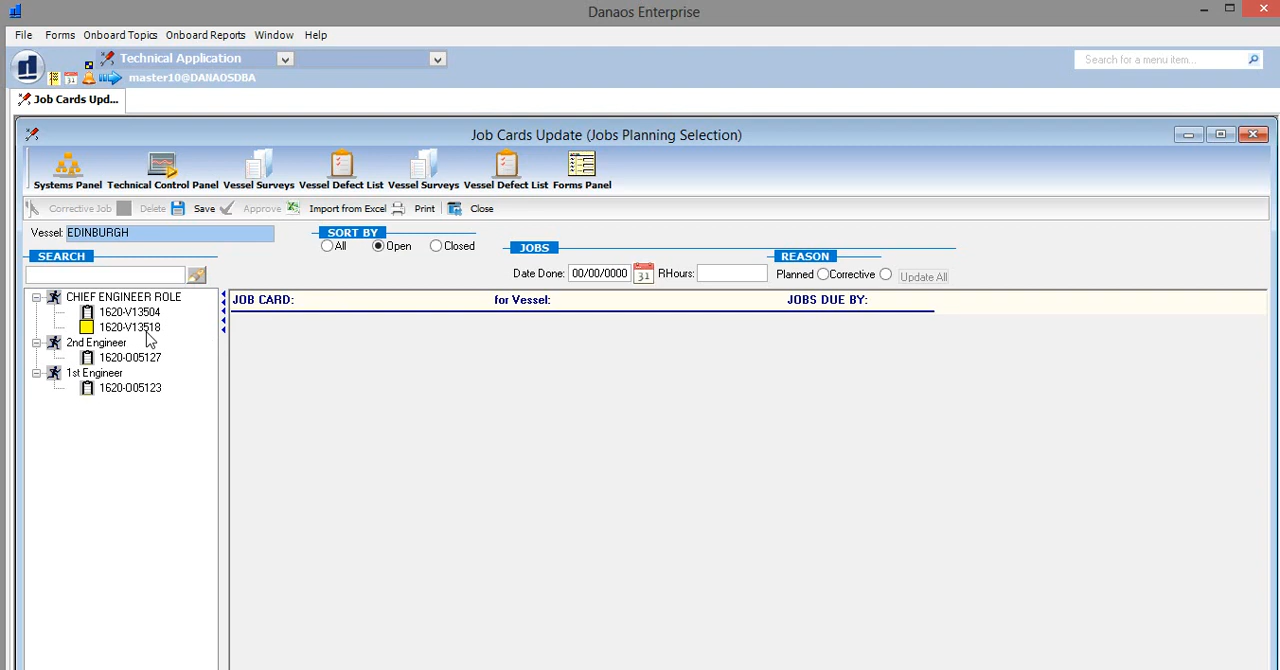 Danaos Enterprise
File Forms Onboard Topics Onboard Reports Window Help
Technical Application
Search for a menu item...
master10@DANAOSDBA
Job Cards Upd...
Job Cards Update (Jobs Planning Selection)
Systems Panel Technical Control Panel Vessel Surveys Vessel Defect List Vessel Surveys Vessel Defect List Forms Panel
Corrective Job Delete Save Approve Import from Excel Print Close
Vessel: EDINBURGH
SORT BY
All Open Closed
JOBS
Date Done: 00/00/0000 31 RHours:
REASON
Planned Corrective Update All
SEARCH
CHIEF ENGINEER ROLE
1620-V13504
1620-V13518
2nd Engineer
1620-O05127
1st Engineer
1620-O05123
JOB CARD: for Vessel: JOBS DUE BY: